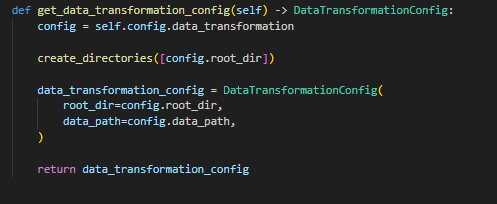 def get_data_transformation_config(self) -> DataTransformationConfig:
    config = self.config.data_transformation
    create_directories([config.root_dir])
    data_transformation_config = DataTransformationConfig(
        root_dir=config.root_dir,
        data_path=config.data_path,
    )
    return data_transformation_config